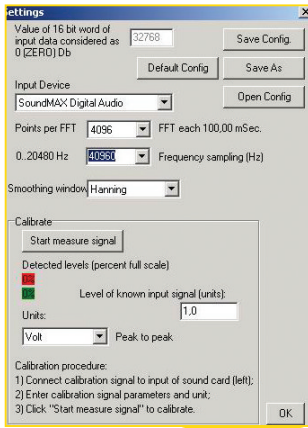 ettings
Value of 16 bit word of
input data considered as
0 (ZERO) Db
32768
Save Config.
Default Config
Save As
Input Device
SoundMAX Digital Audio
Open Config
Points per FFT
4096
FFT each 100,00 mSec.
0..20480 Hz
40960
Frequency sampling (Hz)
Smoothing window
Hanning
Calibrate
Start measure signal
Detected levels (percent full scale)
0%
0%
Level of known input signal (units):
Units:
1,0
Volt
Peak to peak
Calibration procedure:
1) Connect calibration signal to input of sound card (left);
2) Enter calibration signal parameters and unit;
3) Click "Start measure signal" to calibrate.
OK